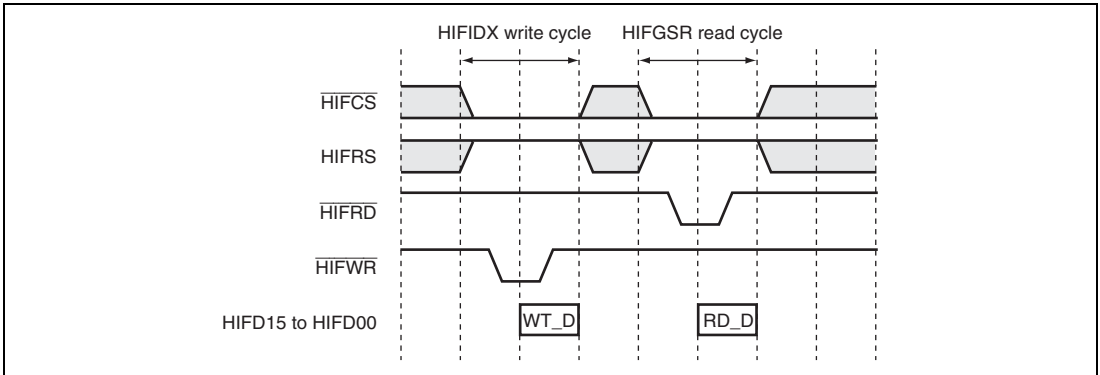 HIFIDX write cycle HIFGSR read cycle
HIFCS
HIFRS
HIFRD
HIFWR
HIFD15 to HIFD00 WT_D RD_D